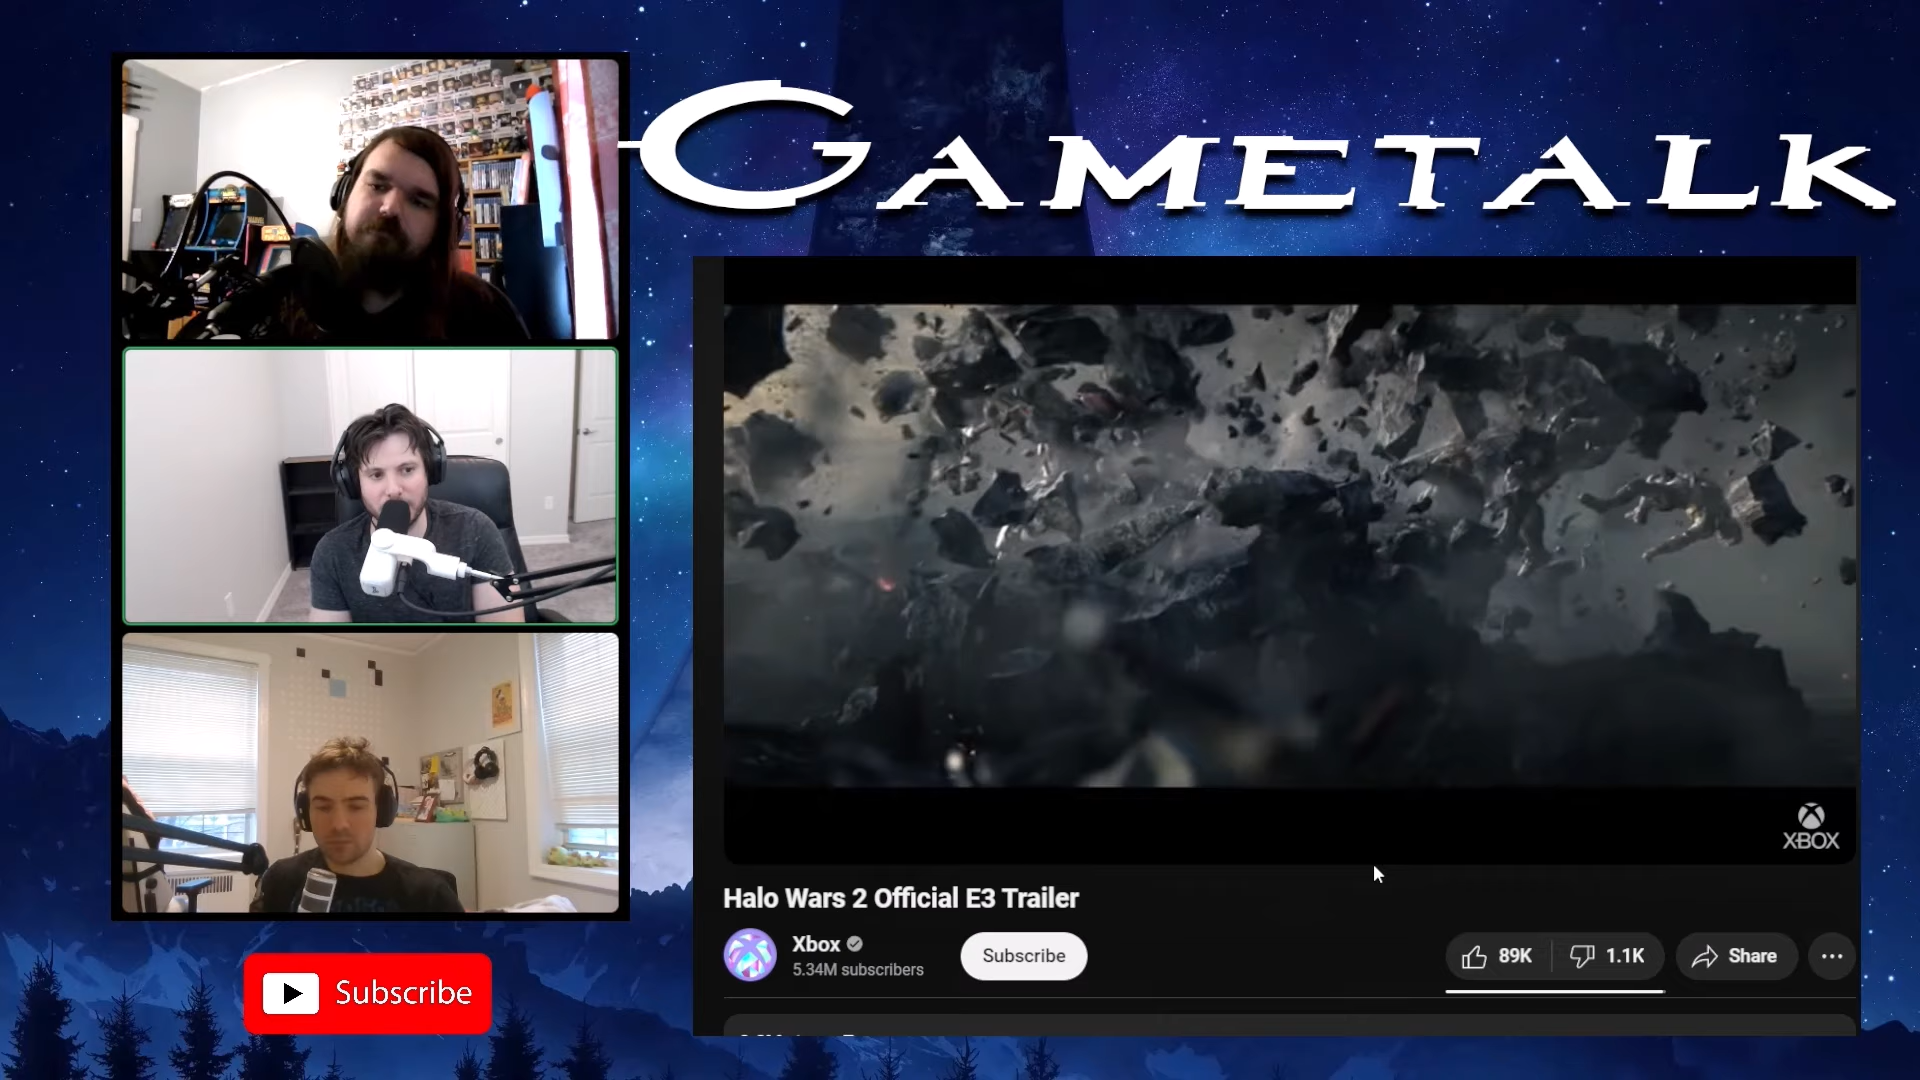 GAMETALK
XBOX
Halo Wars 2 Official E3 Trailer
Xbox
5.34M subscribers
Subscribe
89K
1.1K
Share
Subscribe